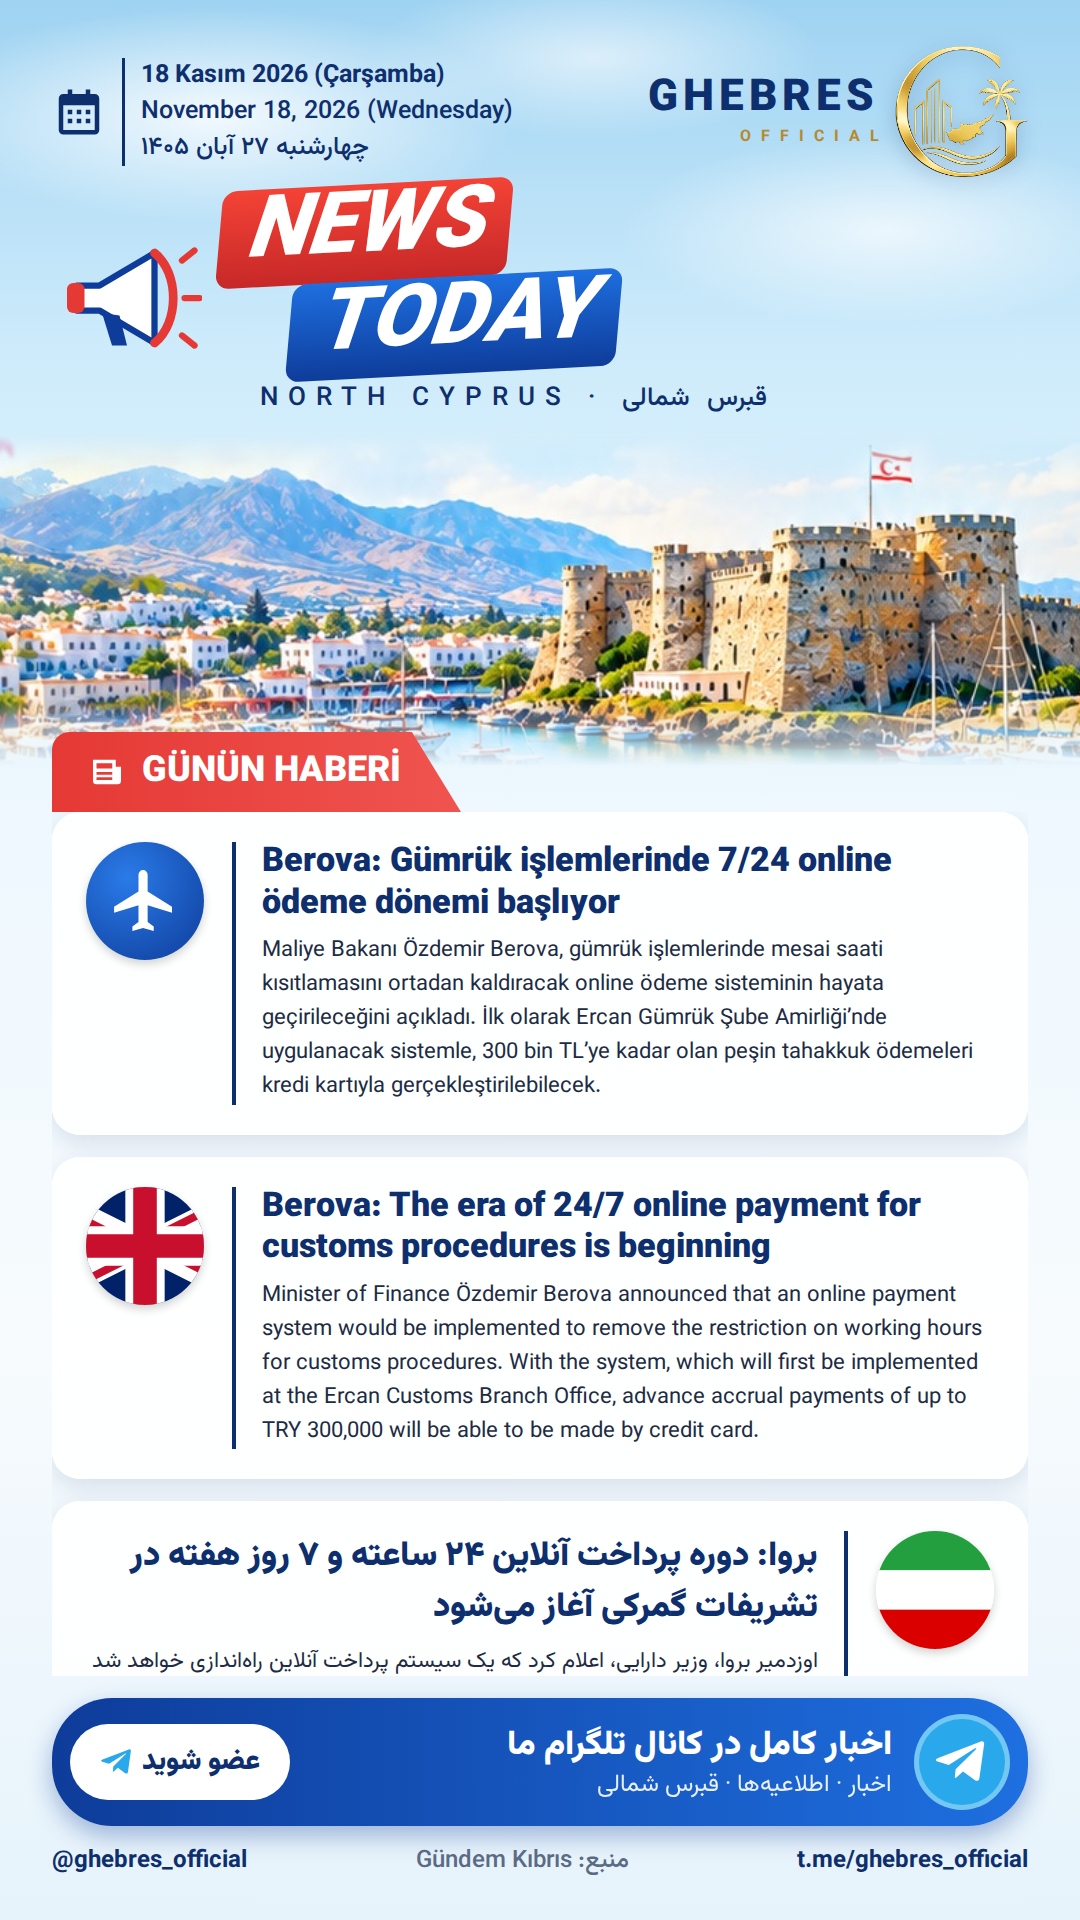 18 Kasım 2026 (Çarşamba)
November 18, 2026 (Wednesday)
چهارشنبه ۲۷ آبان ۱۴۰۵
GHEBRES
OFFICIAL
NEWS
TODAY
NORTH CYPRUS · قبرس شمالی
GÜNÜN HABERİ
Berova: Gümrük işlemlerinde 7/24 online
ödeme dönemi başlıyor
Maliye Bakanı Özdemir Berova, gümrük işlemlerinde mesai saati
kısıtlamasını ortadan kaldıracak online ödeme sisteminin hayata
geçirileceğini açıkladı. İlk olarak Ercan Gümrük Şube Amirliği’nde
uygulanacak sistemle, 300 bin TL’ye kadar olan peşin tahakkuk ödemeleri
kredi kartıyla gerçekleştirilebilecek.
Berova: The era of 24/7 online payment for
customs procedures is beginning
Minister of Finance Özdemir Berova announced that an online payment
system would be implemented to remove the restriction on working hours
for customs procedures. With the system, which will first be implemented
at the Ercan Customs Branch Office, advance accrual payments of up to
TRY 300,000 will be able to be made by credit card.
بروا: دوره پرداخت آنلاین ۲۴ ساعته و ۷ روز هفته در
تشریفات گمرکی آغاز می‌شود
اوزدمیر بروا، وزیر دارایی، اعلام کرد که یک سیستم پرداخت آنلاین راه‌اندازی خواهد شد
اخبار کامل در کانال تلگرام ما
اخبار · اطلاعیه‌ها · قبرس شمالی
عضو شوید
@ghebres_official
منبع: Gündem Kıbrıs
t.me/ghebres_official